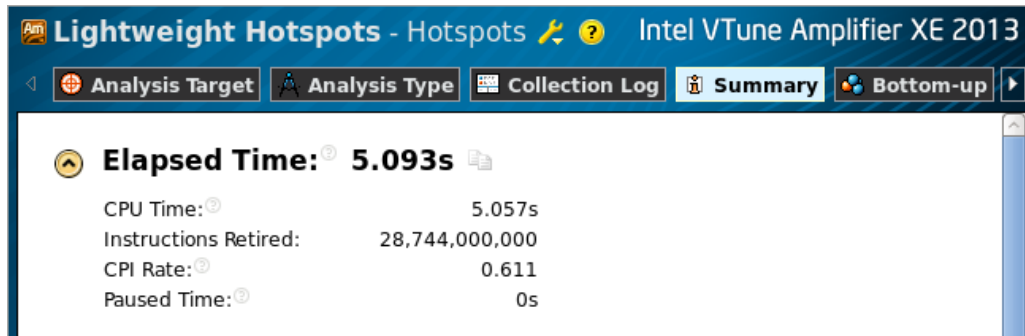 Am Lightweight Hotspots - Hotspots ? Intel VTune Amplifier XE 2013
Analysis Target Analysis Type Collection Log i Summary Bottom-up
Elapsed Time: ? 5.093s
CPU Time: ? 5.057s
Instructions Retired: 28,744,000,000
CPI Rate: ? 0.611
Paused Time: ? 0s